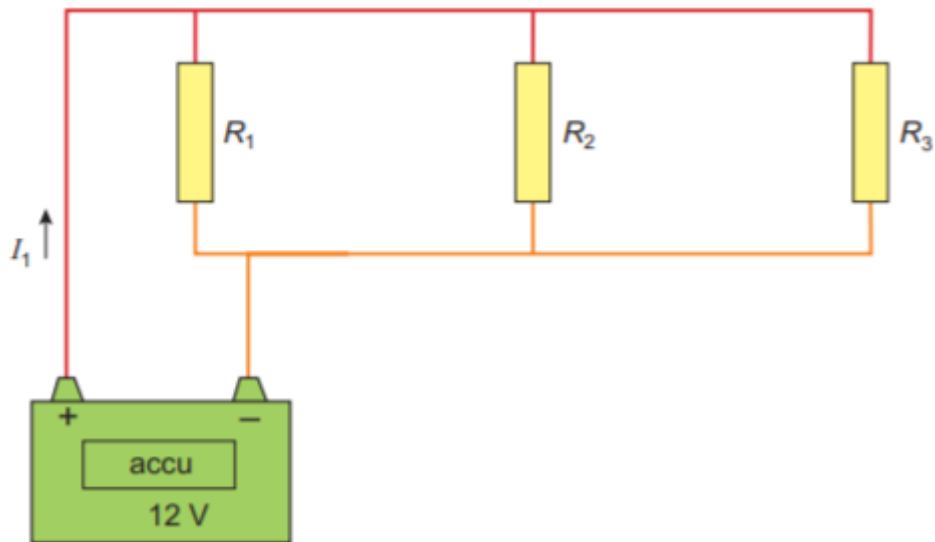 R₁
R₂
R₃
I₁
+
–
accu
12 V